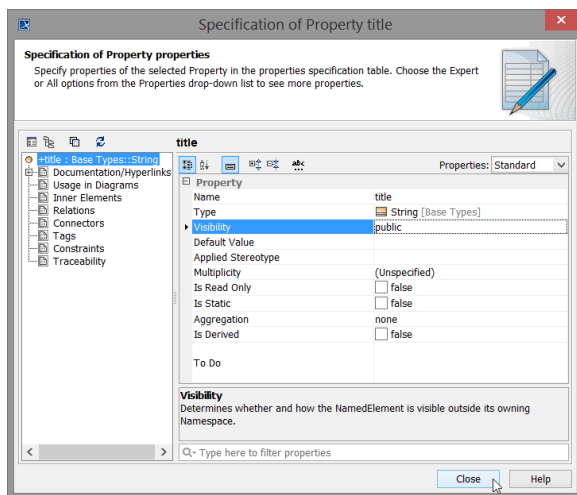 Specification of Property title
Specification of Property properties
Specify properties of the selected Property in the properties specification table. Choose the Expert
or All options from the Properties drop-down list to see more properties.
title
+title : Base Types::String
Documentation/Hyperlinks
Usage in Diagrams
Inner Elements
Relations
Connectors
Tags
Constraints
Traceability
Properties: Standard
Property
Name title
Type String [Base Types]
Visibility public
Default Value
Applied Stereotype
Multiplicity (Unspecified)
Is Read Only false
Is Static false
Aggregation none
Is Derived false
To Do
Visibility
Determines whether and how the NamedElement is visible outside its owning
Namespace.
Type here to filter properties
Close Help